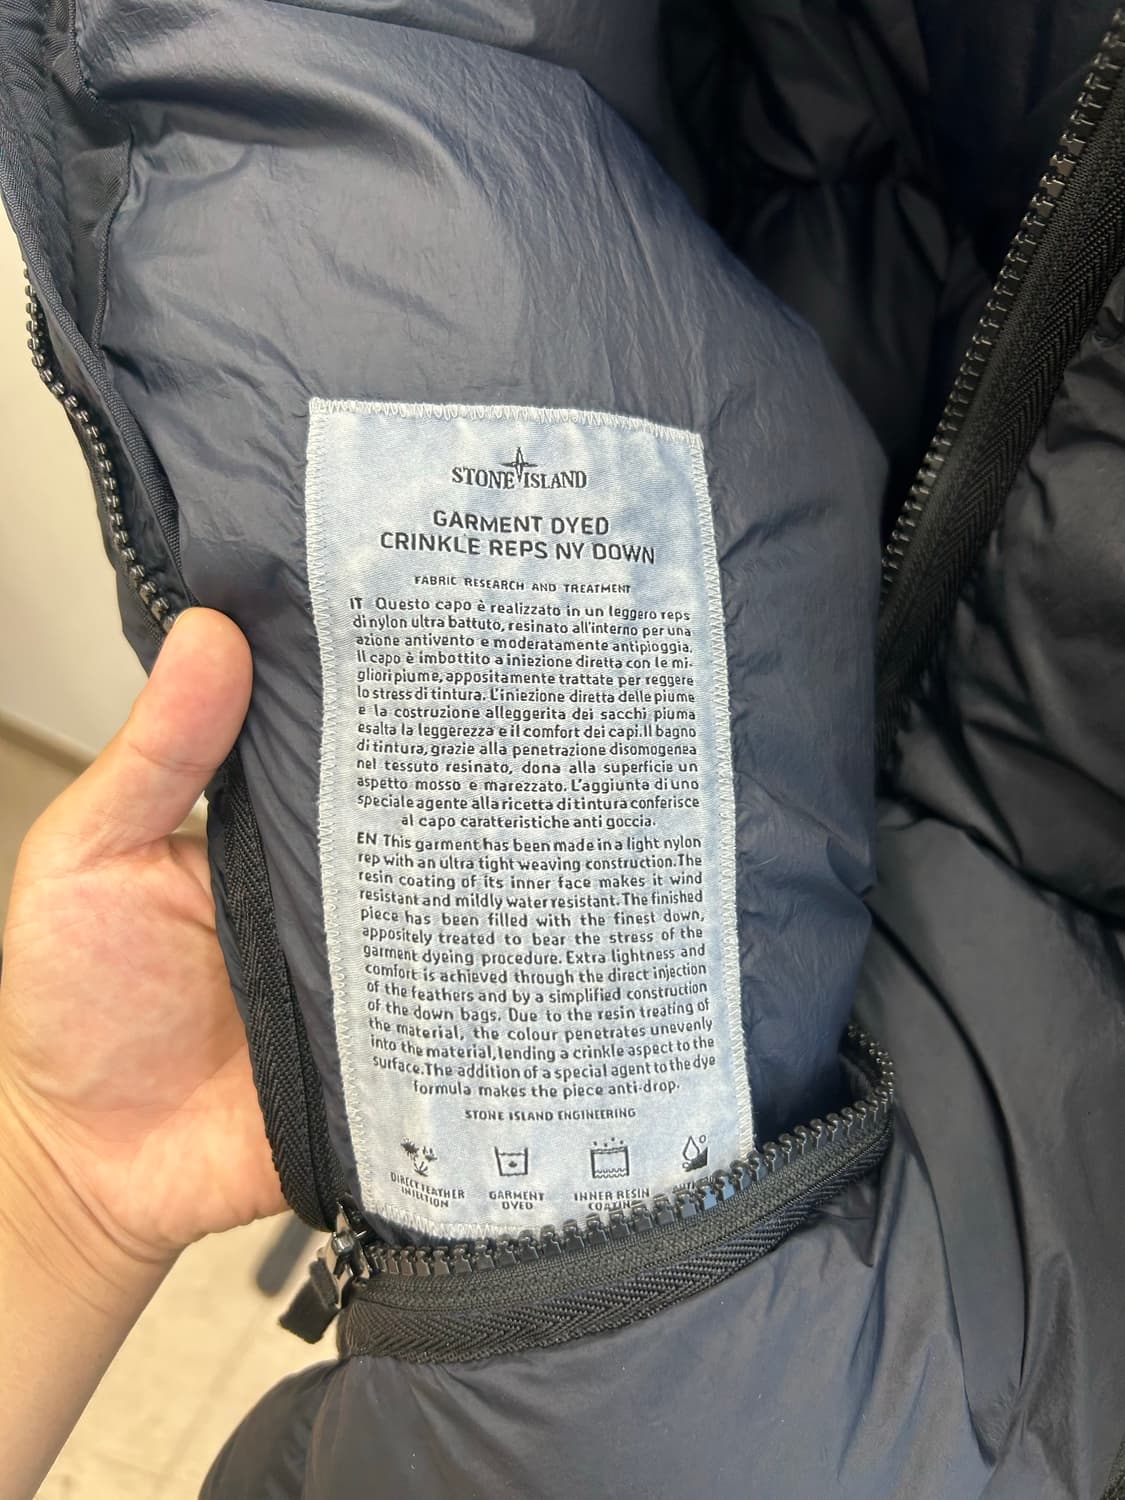 STONE ISLAND
GARMENT DYED
CRINKLE REPS NY DOWN
FABRIC RESEARCH AND TREATMENT
IT Questo capo è realizzato in un leggero reps
di nylon ultra battuto, resinato all'interno per una
azione antivento e moderatamente antipioggia.
Il capo è imbottito a iniezione diretta con le mi-
gliori piume, appositamente trattate per reggere
lo stress di tintura. L'iniezione diretta delle piume
e la costruzione alleggerita dei sacchi piuma
esalta la leggerezza e il comfort dei capi.Il bagno
di tintura, grazie alla penetrazione disomogenea
nel tessuto resinato, dona alla superficie un
aspetto mosso e marezzato. L'aggiunta di uno
speciale agente alla ricetta di tintura conferisce
al capo caratteristiche anti goccia.
EN This garment has been made in a light nylon
rep with an ultra tight weaving construction.The
resin coating of its inner face makes it wind
resistant and mildly water resistant. The finished
piece has been filled with the finest down,
appositely treated to bear the stress of the
garment dyeing procedure. Extra lightness and
comfort is achieved through the direct injection
of the feathers and by a simplified construction
of the down bags. Due to the resin treating of
the material, the colour penetrates unevenly
into the material,lending a crinkle aspect to the
surface.The addition of a special agent to the dye
formula makes the piece anti-drop.
STONE ISLAND ENGINEERING
DIRECT FEATHER
INJECTION
GARMENT
DYED
INNER RESIN
COATING